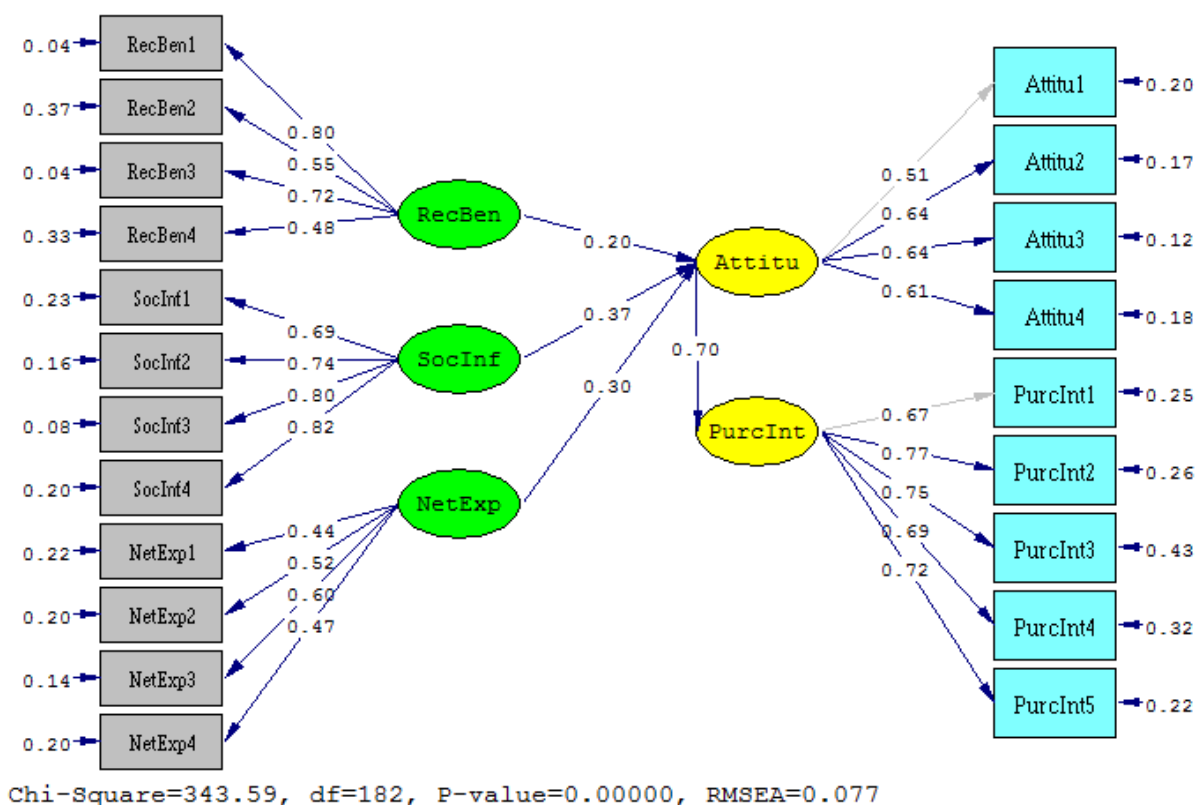 0.04 RecBen1
0.37 RecBen2
0.04 RecBen3
0.33 RecBen4
0.23 SocInf1
0.16 SocInf2
0.08 SocInf3
0.20 SocInf4
0.22 NetExp1
0.20 NetExp2
0.14 NetExp3
0.20 NetExp4
0.80
0.55
0.72
0.48
0.69
0.74
0.80
0.82
0.44
0.52
0.60
0.47
RecBen
SocInf
NetExp
0.20
0.37
0.30
Attitu
0.70
PurcInt
0.51
0.64
0.64
0.61
0.67
0.77
0.75
0.69
0.72
Attitu1 0.20
Attitu2 0.17
Attitu3 0.12
Attitu4 0.18
PurcInt1 0.25
PurcInt2 0.26
PurcInt3 0.43
PurcInt4 0.32
PurcInt5 0.22
Chi-Square=343.59, df=182, P-value=0.00000, RMSEA=0.077